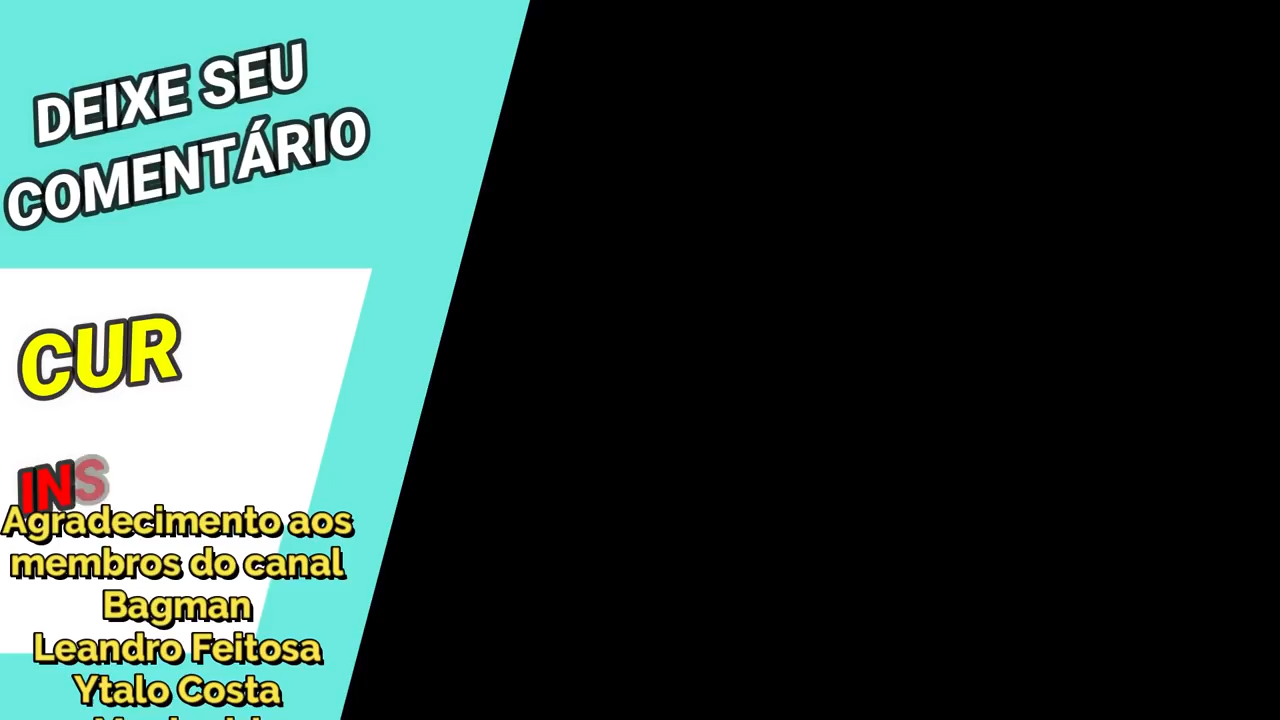 DEIXE SEU
COMENTÁRIO
CUR
INS
Agradecimento aos
membros do canal
Bagman
Leandro Feitosa
Ytalo Costa